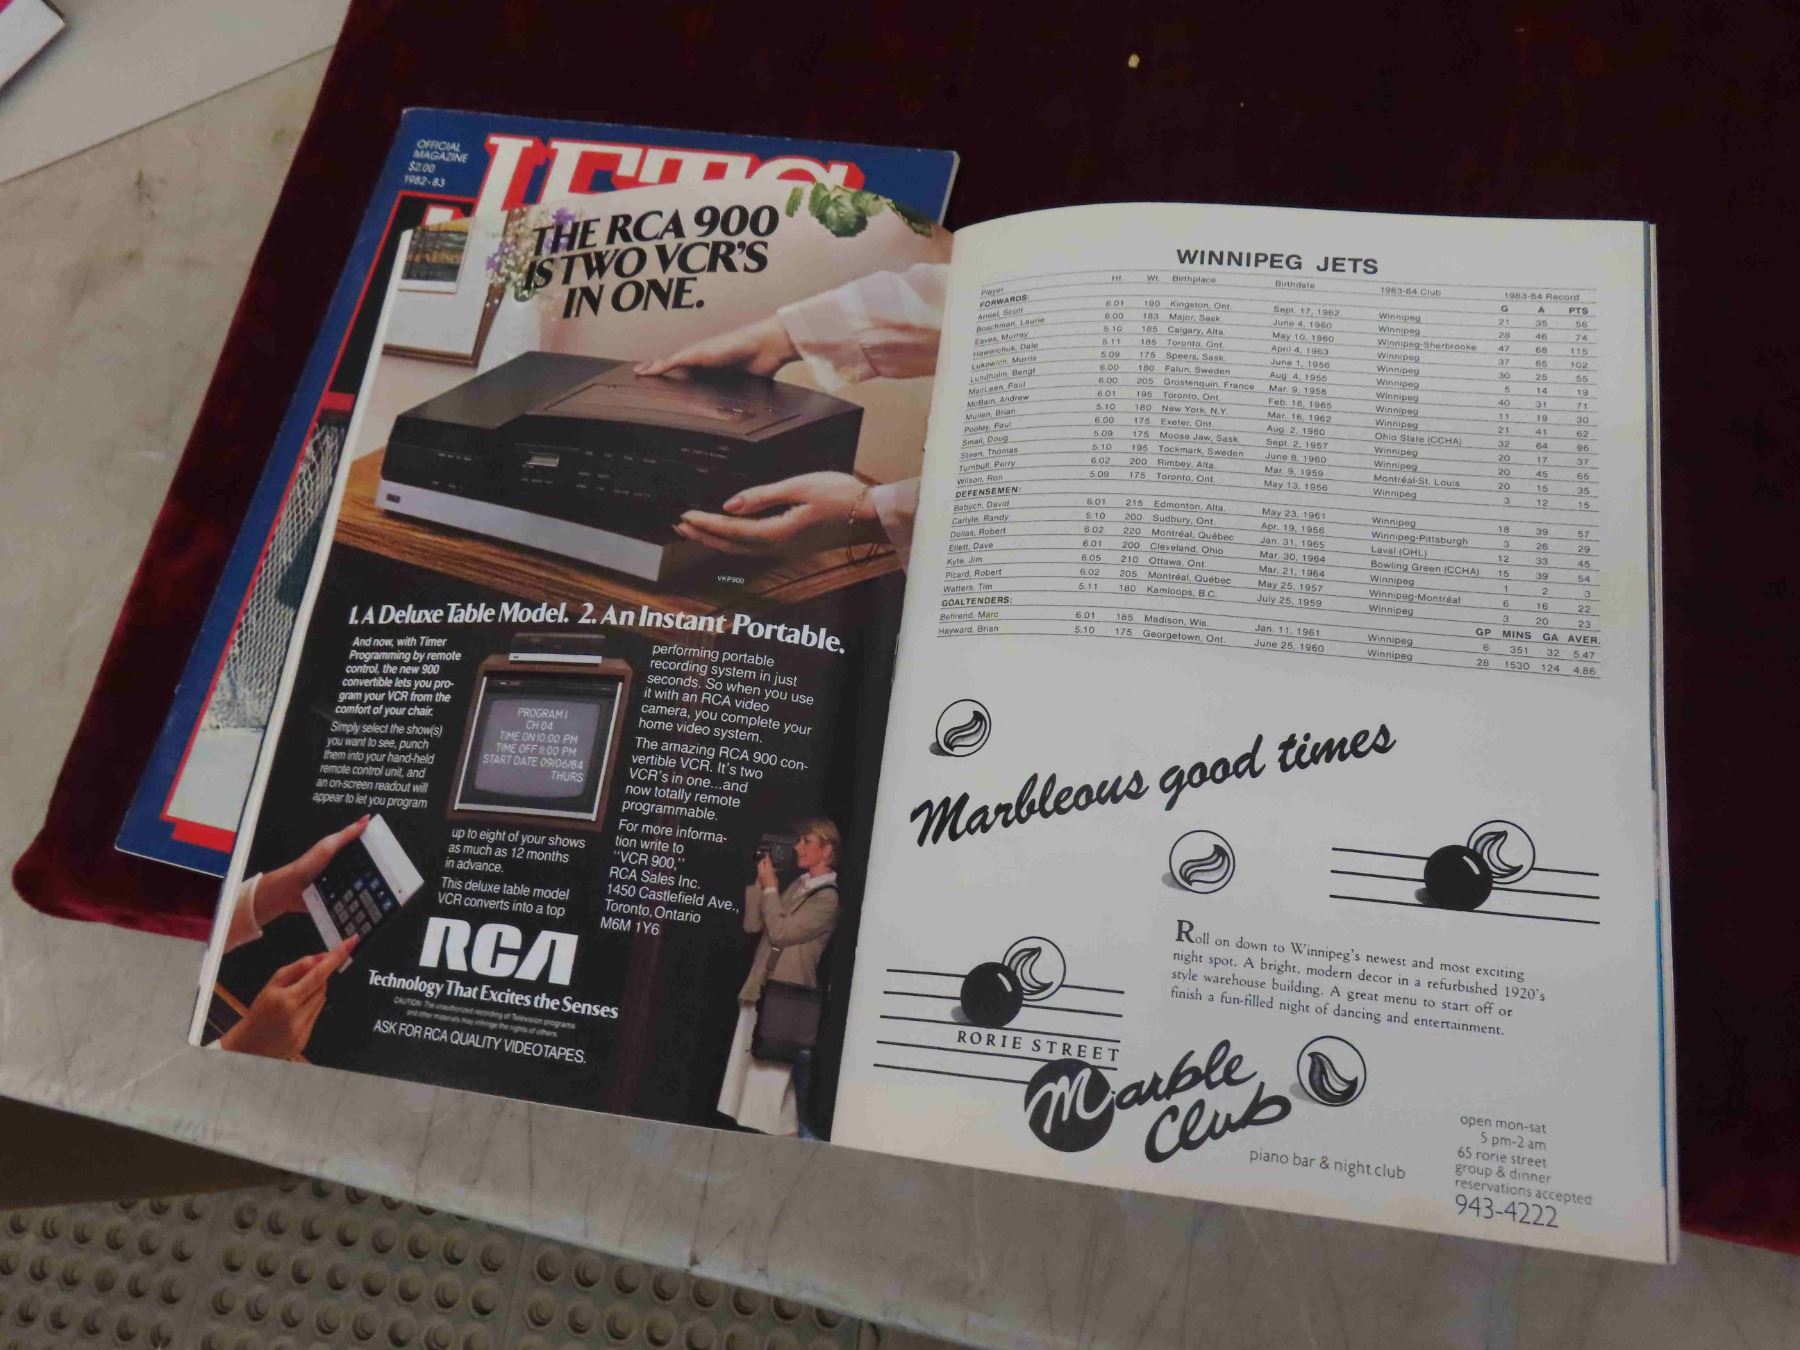 OFFICIAL
MAGAZINE
$2.00
1982-83
JETS
THE RCA 900
IS TWO VCR'S
IN ONE.
RCA
VKP900
1. A Deluxe Table Model. 2. An Instant Portable.
And now, with Timer
Programming by remote
control, the new 900
convertible lets you pro-
gram your VCR from the
comfort of your chair.
Simply select the show(s)
you want to see, punch
them into your hand-held
remote control unit, and
an on-screen readout will
appear to let you program
PROGRAM 1
CH 04
TIME ON 10:00 PM
TIME OFF 11:00 PM
START DATE 09/06/84
THURS
up to eight of your shows
as much as 12 months
in advance.
This deluxe table model
VCR converts into a top
performing portable
recording system in just
seconds. So when you use
it with an RCA video
camera, you complete your
home video system.
The amazing RCA 900 con-
vertible VCR. It's two
VCR's in one...and
now totally remote
programmable.
For more informa-
tion write to
"VCR 900,"
RCA Sales Inc.
1450 Castlefield Ave.,
Toronto, Ontario
M6M 1Y6
RCA
Technology That Excites the Senses
CAUTION: The unauthorized recording of Television programs
and other materials may infringe the rights of others.
ASK FOR RCA QUALITY VIDEOTAPES.
WINNIPEG JETS
Player Ht. Wt. Birthplace Birthdate 1983-84 Club 1983-84 Record
FORWARDS: G A PTS
Arniel, Scott 6.01 190 Kingston, Ont. Sept. 17, 1962 Winnipeg 21 35 56
Boschman, Laurie 6.00 183 Major, Sask. June 4, 1960 Winnipeg 28 46 74
Eaves, Murray 5.10 185 Calgary, Alta. May 10, 1960 Winnipeg-Sherbrooke 47 68 115
Hawerchuk, Dale 5.11 185 Toronto, Ont. April 4, 1963 Winnipeg 37 65 102
Lukowich, Morris 5.09 175 Speers, Sask. June 1, 1956 Winnipeg 30 25 55
Lundholm, Bengt 6.00 180 Falun, Sweden Aug. 4, 1955 Winnipeg 5 14 19
MacLean, Paul 6.00 205 Grostenquin, France Mar. 9, 1958 Winnipeg 40 31 71
McBain, Andrew 6.01 195 Toronto, Ont. Feb. 18, 1965 Winnipeg 11 19 30
Mullen, Brian 5.10 180 New York, N.Y. Mar. 16, 1962 Winnipeg 21 41 62
Pooley, Paul 6.00 175 Exeter, Ont. Aug. 2, 1960 Ohio State (CCHA) 32 64 96
Small, Doug 5.09 175 Moose Jaw, Sask. Sept. 2, 1957 Winnipeg 20 17 37
Steen, Thomas 5.10 195 Tockmark, Sweden June 8, 1960 Winnipeg 20 45 65
Turnbull, Perry 6.02 200 Rimbey, Alta. Mar. 9, 1959 Montréal-St. Louis 20 15 35
Wilson, Ron 5.09 175 Toronto, Ont. May 13, 1956 Winnipeg 3 12 15
DEFENSEMEN:
Babych, David 6.01 215 Edmonton, Alta. May 23, 1961 Winnipeg 18 39 57
Carlyle, Randy 5.10 200 Sudbury, Ont. Apr. 19, 1956 Winnipeg-Pittsburgh 3 26 29
Dollas, Robert 6.02 220 Montréal, Québec Jan. 31, 1965 Laval (OHL) 12 33 45
Ellett, Dave 6.01 200 Cleveland, Ohio Mar. 30, 1964 Bowling Green (CCHA) 15 39 54
Kyte, Jim 6.05 210 Ottawa, Ont. Mar. 21, 1964 Winnipeg 1 2 3
Picard, Robert 6.02 205 Montréal, Québec May 25, 1957 Winnipeg-Montréal 6 16 22
Watters, Tim 5.11 180 Kamloops, B.C. July 25, 1959 Winnipeg 3 20 23
GOALTENDERS: GP MINS GA AVER.
Behrend, Marc 6.01 185 Madison, Wis. Jan. 11, 1961 Winnipeg 6 351 32 5.47
Hayward, Brian 5.10 175 Georgetown, Ont. June 25, 1960 Winnipeg 28 1530 124 4.86
Marbleous good times
Roll on down to Winnipeg's newest and most exciting
night spot. A bright, modern decor in a refurbished 1920's
style warehouse building. A great menu to start off or
finish a fun-filled night of dancing and entertainment.
RORIE STREET
Marble
Club
piano bar & night club
open mon-sat
5 pm-2 am
65 rorie street
group & dinner
reservations accepted
943-4222